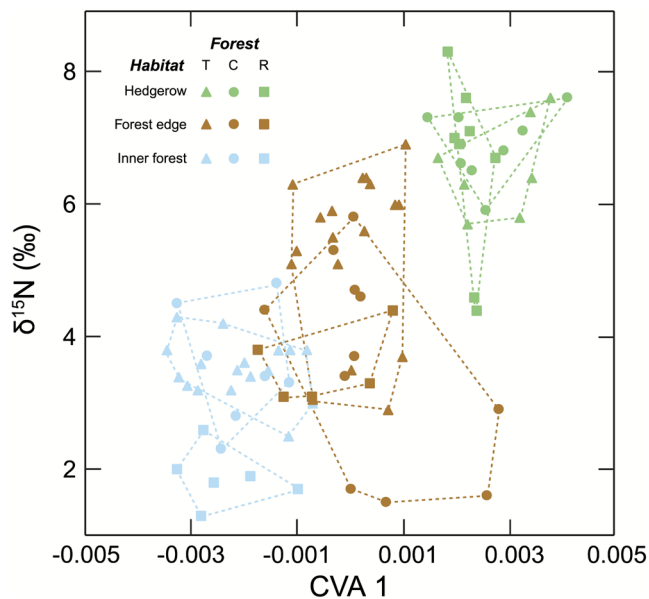 Forest
Habitat T C R
Hedgerow
Forest edge
Inner forest
8
6
4
2
δ¹⁵N (‰)
-0.005 -0.003 -0.001 0.001 0.003 0.005
CVA 1